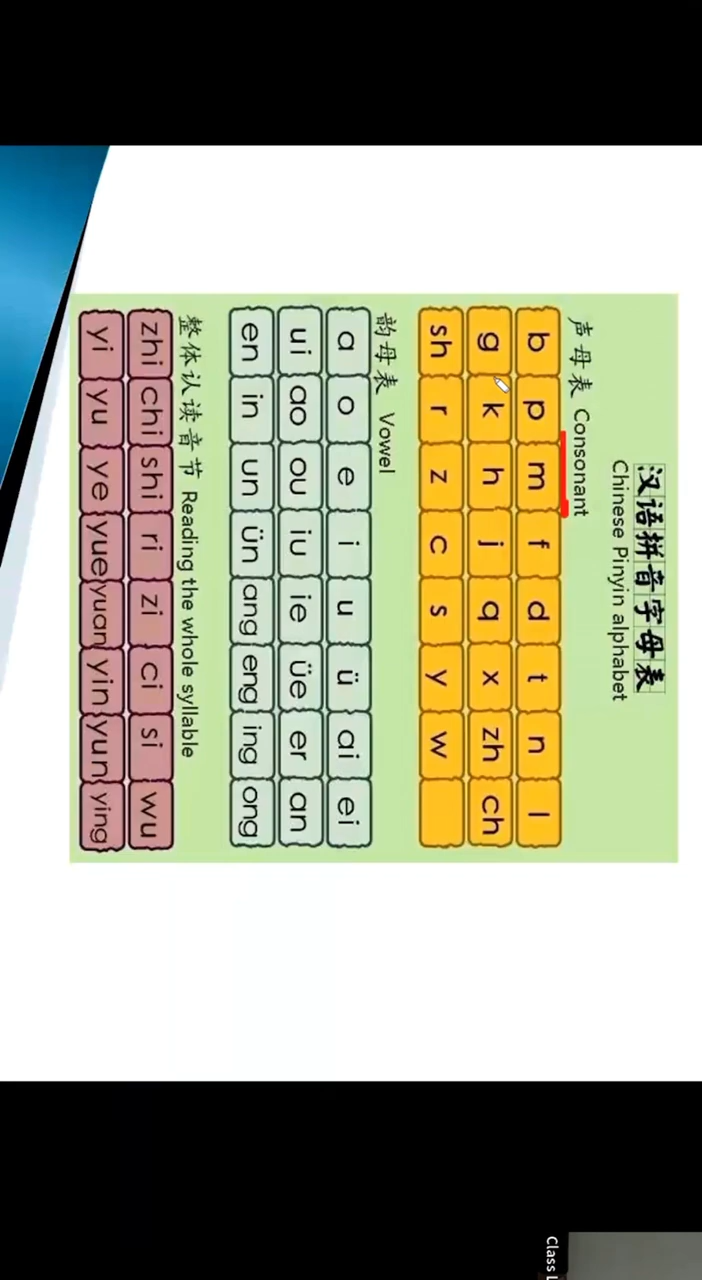 汉语拼音字母表
Chinese Pinyin alphabet
声母表 Consonant
b p m f d t n l
g k h j q x zh ch
sh r z c s y w
韵母表 Vowel
a o e i u ü ai ei
ui ao ou iu ie üe er an
en in un ün ang eng ing ong
整体认读音节 Reading the whole syllable
zhi chi shi ri zi ci si wu
yi yu ye yue yuan yin yun ying
Class